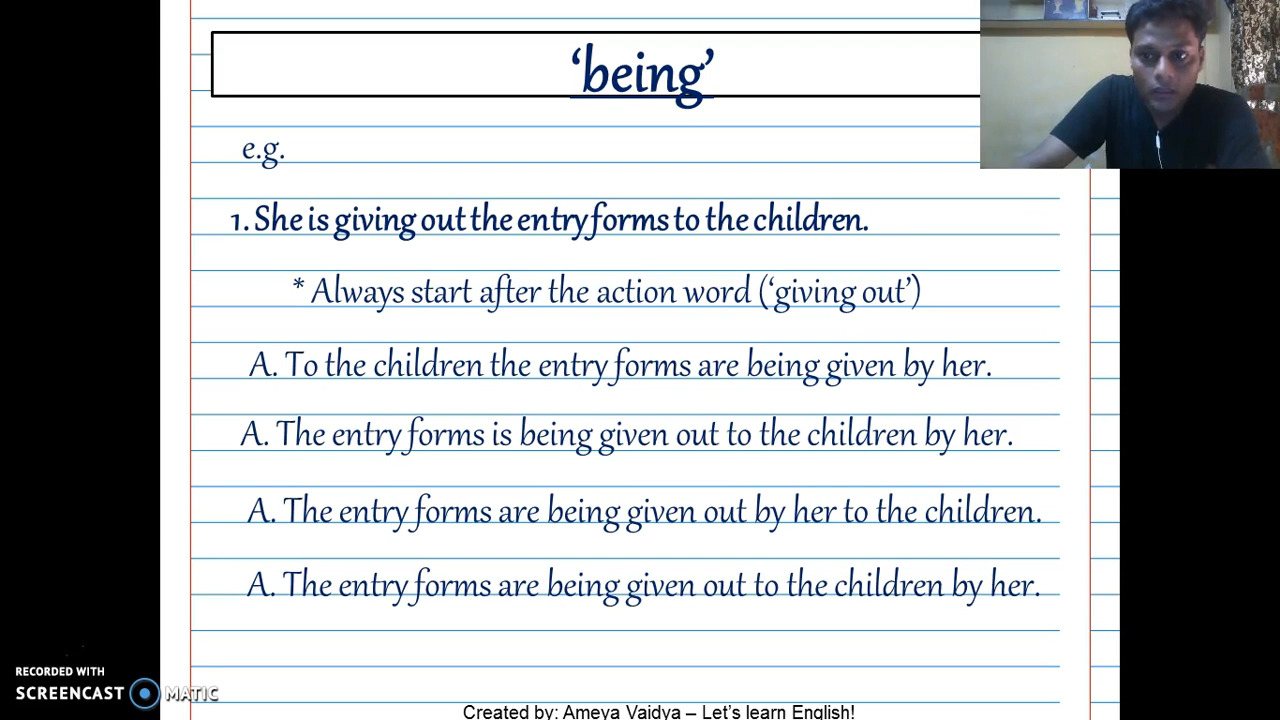 ‘being’
e.g.
1. She is giving out the entry forms to the children.
* Always start after the action word (‘giving out’)
A. To the children the entry forms are being given by her.
A. The entry forms is being given out to the children by her.
A. The entry forms are being given out by her to the children.
A. The entry forms are being given out to the children by her.
RECORDED WITH
SCREENCAST MATIC
Created by: Ameya Vaidya – Let’s learn English!